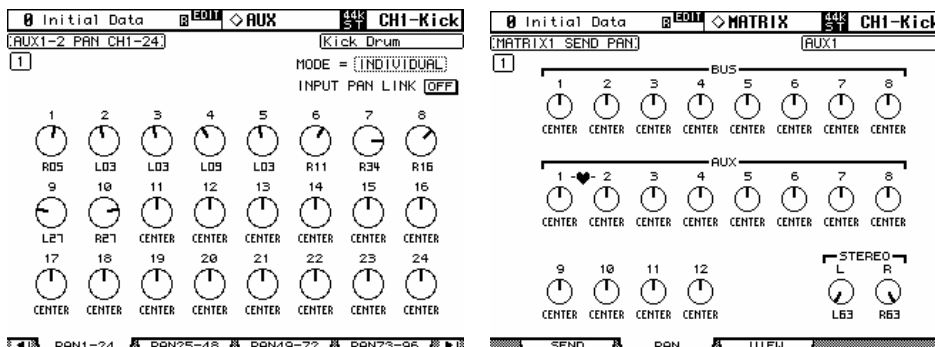 0 Initial Data R EDIT ◇AUX 44K ST CH1-Kick
AUX1-2 PAN CH1-24 Kick Drum
1 MODE = INDIVIDUAL
INPUT PAN LINK OFF
1 2 3 4 5 6 7 8
R05 L03 L03 L09 L03 R11 R34 R16
9 10 11 12 13 14 15 16
L27 R27 CENTER CENTER CENTER CENTER CENTER CENTER
17 18 19 20 21 22 23 24
CENTER CENTER CENTER CENTER CENTER CENTER CENTER CENTER
PAN1-24 PAN25-48 PAN49-72 PAN73-96
0 Initial Data R EDIT ◇MATRIX 44K ST CH1-Kick
MATRIX1 SEND PAN AUX1
1
BUS
1 2 3 4 5 6 7 8
CENTER CENTER CENTER CENTER CENTER CENTER CENTER CENTER
AUX
1 -♥- 2 3 4 5 6 7 8
CENTER CENTER CENTER CENTER CENTER CENTER CENTER CENTER
STEREO
9 10 11 12 L R
CENTER CENTER CENTER CENTER L63 R63
SEND PAN VIEW